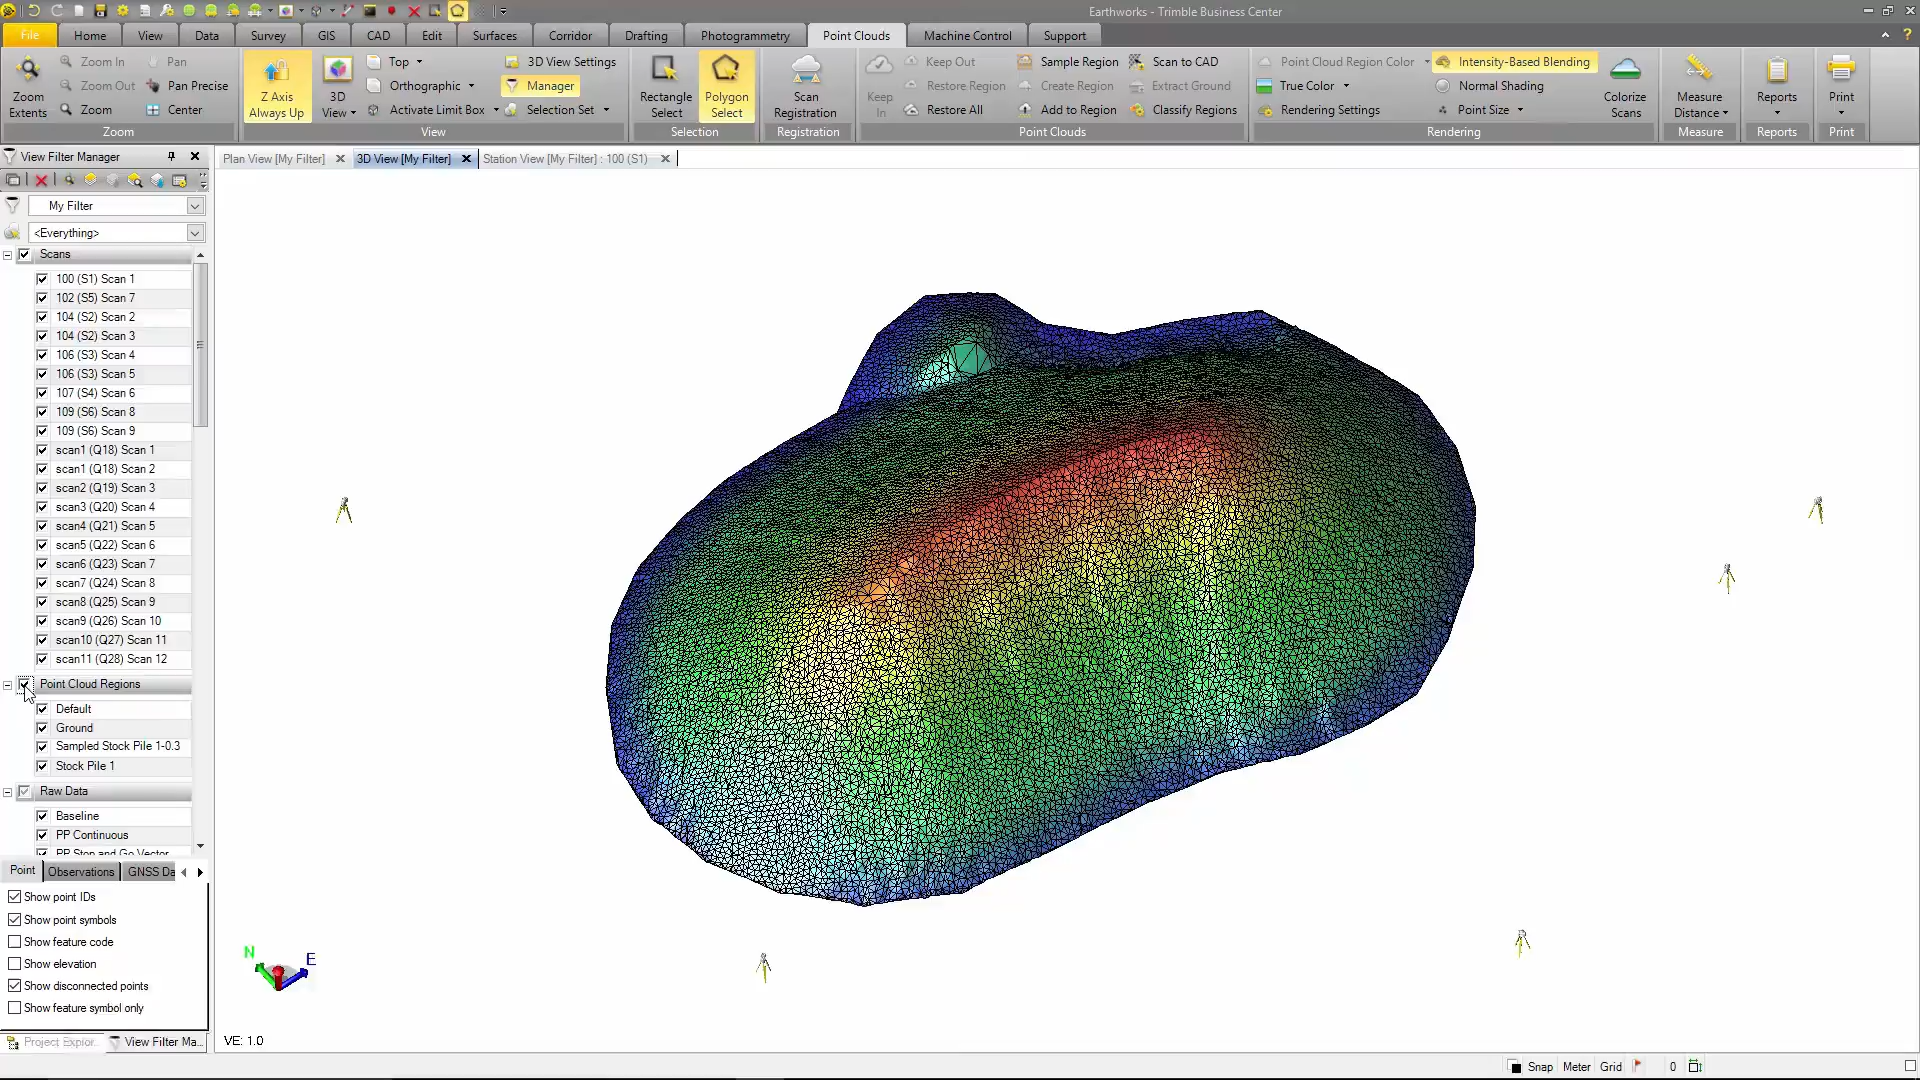 Earthworks - Trimble Business Center
File Home View Data Survey GIS CAD Edit Surfaces Corridor Drafting Photogrammetry Point Clouds Machine Control Support
Zoom Extents
Zoom In
Zoom Out
Zoom
Pan
Pan Precise
Center
Zoom
Z Axis Always Up
3D View
Top
Orthographic
Activate Limit Box
3D View Settings
Manager
Selection Set
View
Rectangle Select
Polygon Select
Selection
Scan Registration
Registration
Keep In
Keep Out
Restore Region
Restore All
Sample Region
Create Region
Add to Region
Scan to CAD
Extract Ground
Classify Regions
Point Clouds
Point Cloud Region Color
True Color
Rendering Settings
Intensity-Based Blending
Normal Shading
Point Size
Colorize Scans
Rendering
Measure Distance
Measure
Reports
Reports
Print
Print
View Filter Manager
Plan View [My Filter]
3D View [My Filter]
Station View [My Filter] : 100 (S1)
My Filter
<Everything>
Scans
100 (S1) Scan 1
102 (S5) Scan 7
104 (S2) Scan 2
104 (S2) Scan 3
106 (S3) Scan 4
106 (S3) Scan 5
107 (S4) Scan 6
109 (S6) Scan 8
109 (S6) Scan 9
scan1 (Q18) Scan 1
scan1 (Q18) Scan 2
scan2 (Q19) Scan 3
scan3 (Q20) Scan 4
scan4 (Q21) Scan 5
scan5 (Q22) Scan 6
scan6 (Q23) Scan 7
scan7 (Q24) Scan 8
scan8 (Q25) Scan 9
scan9 (Q26) Scan 10
scan10 (Q27) Scan 11
scan11 (Q28) Scan 12
Point Cloud Regions
Default
Ground
Sampled Stock Pile 1-0.3
Stock Pile 1
Raw Data
Baseline
PP Continuous
PP Stop and Go Vector
Point Observations GNSS Da
Show point IDs
Show point symbols
Show feature code
Show elevation
Show disconnected points
Show feature symbol only
Project Explor... View Filter Ma...
N
E
VE: 1.0
Snap Meter Grid 0